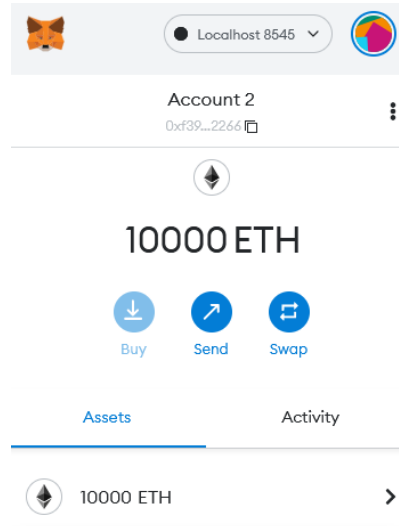 Localhost 8545
Account 2
0xf39...2266
10000 ETH
Buy Send Swap
Assets Activity
10000 ETH